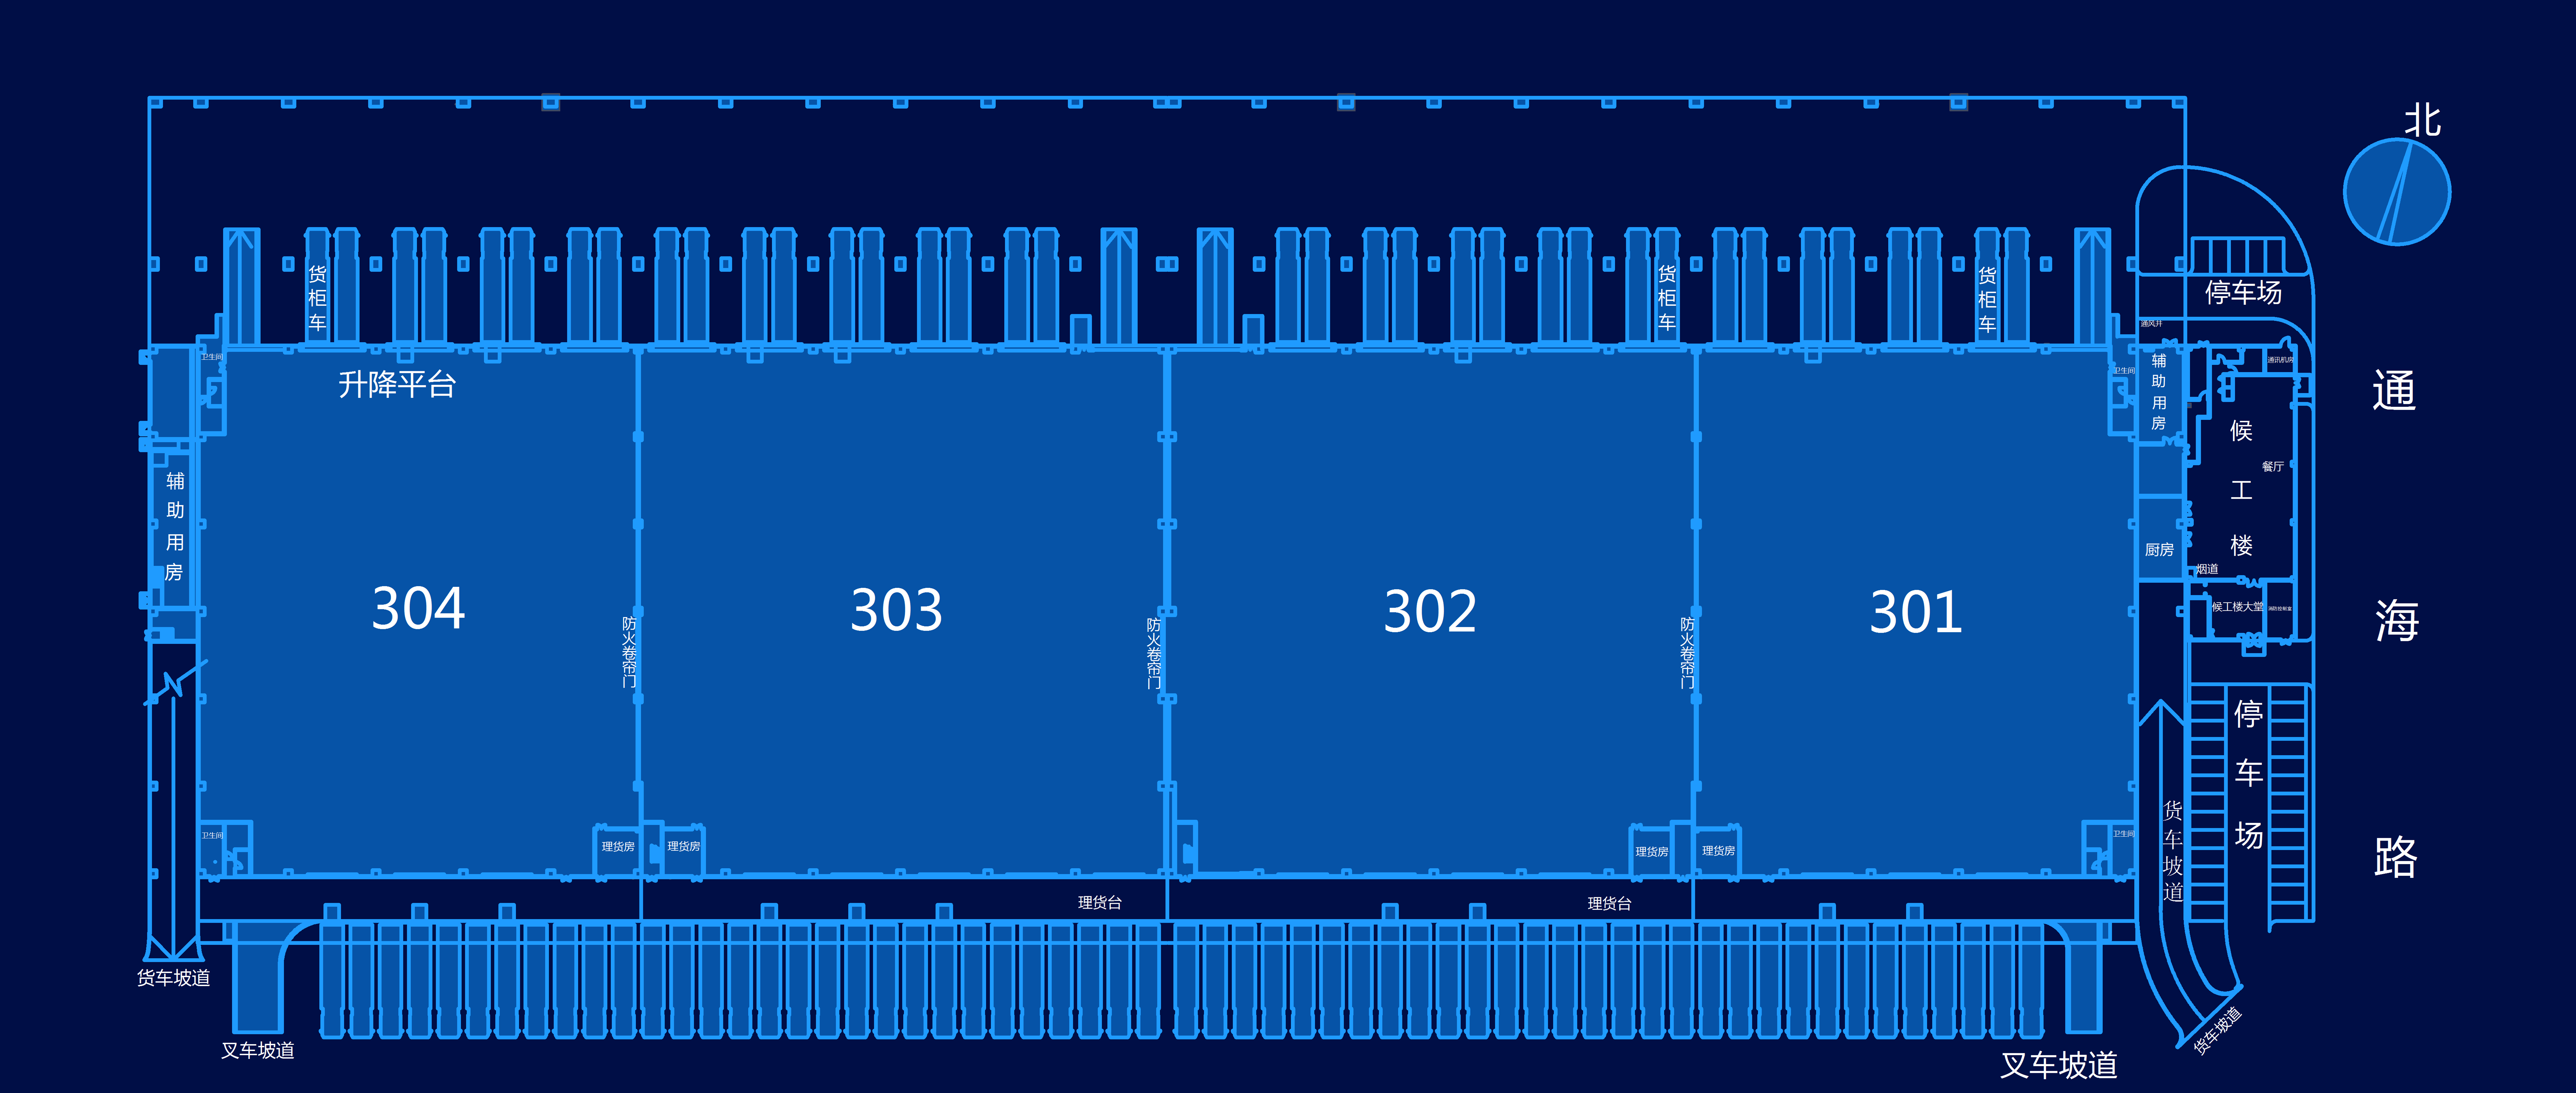 北
停车场
通风井
货柜车
货柜车
货柜车
卫生间
卫生间
辅助用房
通讯机房
升降平台
通海路
候工楼
餐厅
辅助用房
厨房
烟道
304
303
302
301
候工楼大堂
消防控制室
防火卷帘门
防火卷帘门
防火卷帘门
停车场
货车坡道
卫生间
理货房
理货房
理货房
理货房
卫生间
理货台
理货台
货车坡道
叉车坡道
叉车坡道
货车坡道